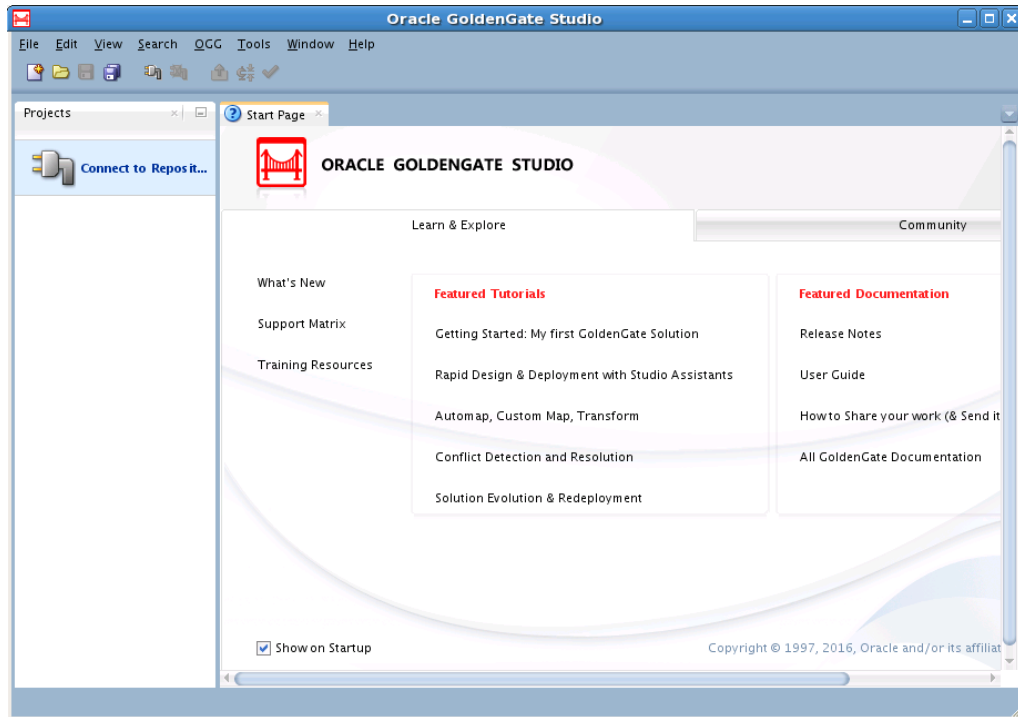 Oracle GoldenGate Studio
File Edit View Search OGG Tools Window Help
Projects
Start Page
Connect to Reposit...
ORACLE GOLDENGATE STUDIO
Learn & Explore
Community
What's New
Support Matrix
Training Resources
Featured Tutorials
Getting Started: My first GoldenGate Solution
Rapid Design & Deployment with Studio Assistants
Automap, Custom Map, Transform
Conflict Detection and Resolution
Solution Evolution & Redeployment
Featured Documentation
Release Notes
User Guide
How to Share your work (& Send it
All GoldenGate Documentation
Show on Startup
Copyright © 1997, 2016, Oracle and/or its affiliat